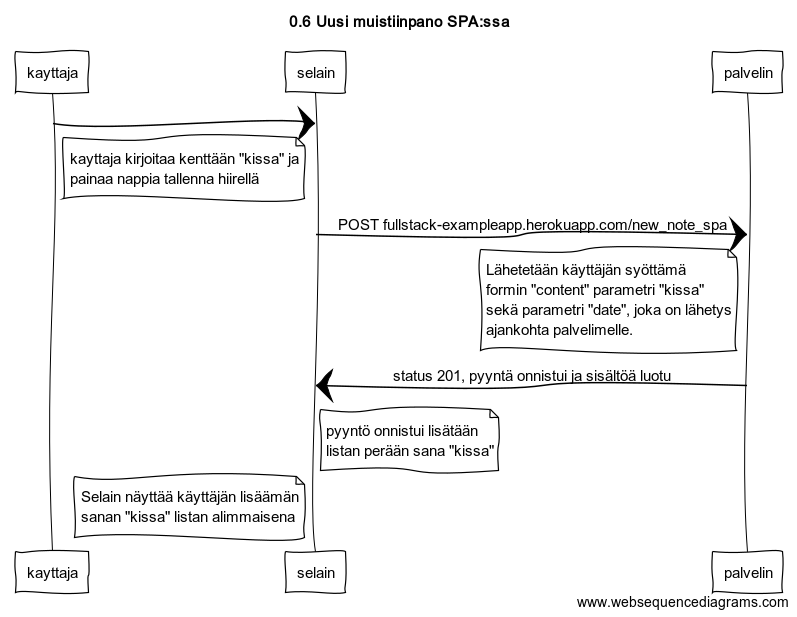 0.6 Uusi muistiinpano SPA:ssa
kayttaja
selain
palvelin
kayttaja kirjoitaa kenttään "kissa" ja
painaa nappia tallenna hiirellä
POST fullstack-exampleapp.herokuapp.com/new_note_spa
Lähetetään käyttäjän syöttämä
formin "content" parametri "kissa"
sekä parametri "date", joka on lähetys
ajankohta palvelimelle.
status 201, pyyntä onnistui ja sisältöä luotu
pyyntö onnistui lisätään
listan perään sana "kissa"
Selain näyttää käyttäjän lisäämän
sanan "kissa" listan alimmaisena
kayttaja
selain
palvelin
www.websequencediagrams.com